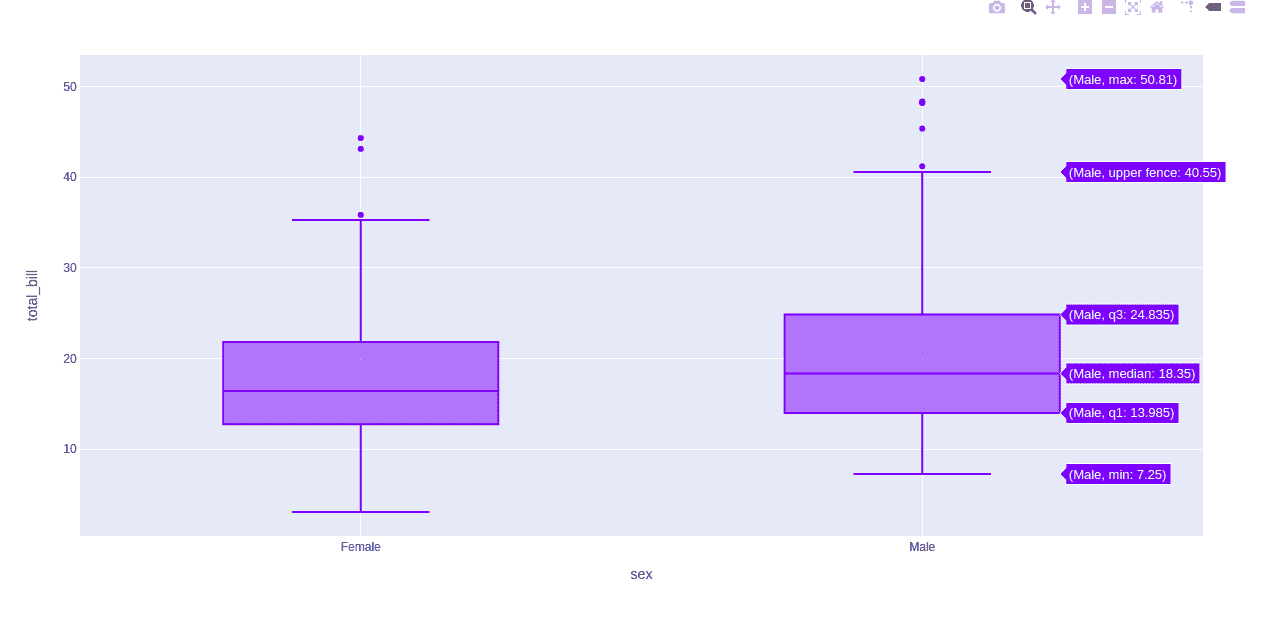 50
40
30
20
10
total_bill
Female
Male
sex
(Male, max: 50.81)
(Male, upper fence: 40.55)
(Male, q3: 24.835)
(Male, median: 18.35)
(Male, q1: 13.985)
(Male, min: 7.25)